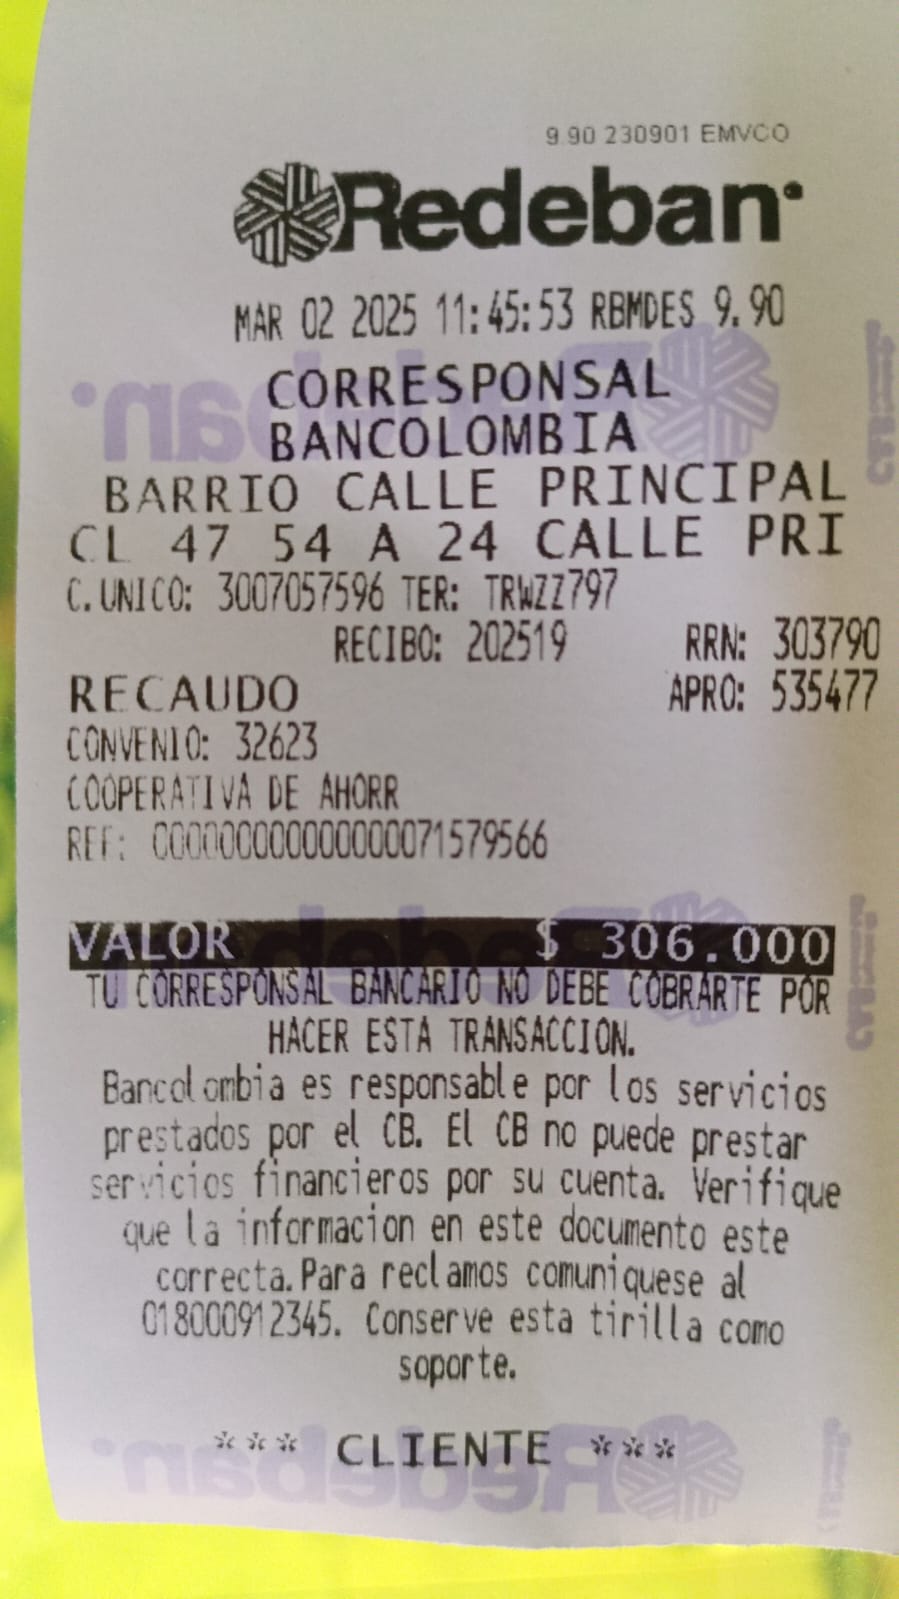 9.90 230901 EMVCO
Redeban
MAR 02 2025 11:45:53 RBMDES 9.90
CORRESPONSAL
BANCOLOMBIA
BARRIO CALLE PRINCIPAL
CL 47 54 A 24 CALLE PRI
C.UNICO: 3007057596 TER: TRWZZ797
RECIBO: 202519 RRN: 303790
RECAUDO APRO: 535477
CONVENIO: 32623
COOPERATIVA DE AHORR
REF: 00000000000000000071579566
VALOR $ 306.000
TU CORRESPONSAL BANCARIO NO DEBE COBRARTE POR
HACER ESTA TRANSACCION.
Bancolombia es responsable por los servicios
prestados por el CB. El CB no puede prestar
servicios financieros por su cuenta. Verifique
que la informacion en este documento este
correcta.Para reclamos comuniquese al
018000912345. Conserve esta tirilla como
soporte.
*** CLIENTE ***